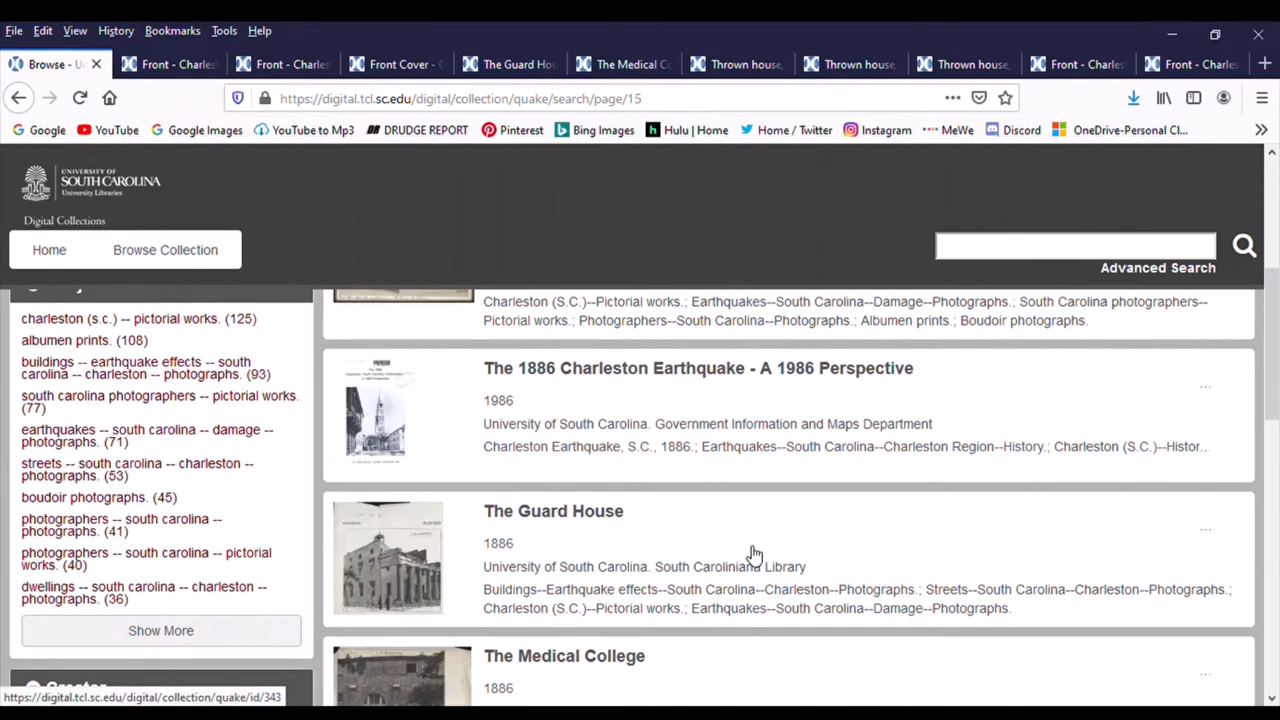 File Edit View History Bookmarks Tools Help
Browse - U Front - Charles Front - Charles Front Cover - The Guard Hou The Medical Co Thrown house, Thrown house, Thrown house, Front - Charles Front - Charles
https://digital.tcl.sc.edu/digital/collection/quake/search/page/15
Google YouTube Google Images YouTube to Mp3 DRUDGE REPORT Pinterest Bing Images Hulu | Home Home / Twitter Instagram MeWe Discord OneDrive-Personal Cl...
UNIVERSITY OF
SOUTH CAROLINA
University Libraries
Digital Collections
Home Browse Collection
Advanced Search
charleston (s.c.) -- pictorial works. (125)
albumen prints. (108)
buildings -- earthquake effects -- south
carolina -- charleston -- photographs. (93)
south carolina photographers -- pictorial works.
(77)
earthquakes -- south carolina -- damage --
photographs. (71)
streets -- south carolina -- charleston --
photographs. (53)
boudoir photographs. (45)
photographers -- south carolina --
photographs. (41)
photographers -- south carolina -- pictorial
works. (40)
dwellings -- south carolina -- charleston --
photographs. (36)
Show More
Creator
Charleston (S.C.)--Pictorial works.; Earthquakes--South Carolina--Damage--Photographs.; South Carolina photographers--
Pictorial works.; Photographers--South Carolina--Photographs.; Albumen prints.; Boudoir photographs.
The 1886 Charleston Earthquake - A 1986 Perspective
1986
University of South Carolina. Government Information and Maps Department
Charleston Earthquake, S.C., 1886.; Earthquakes--South Carolina--Charleston Region--History.; Charleston (S.C.)--Histor...
The Guard House
1886
University of South Carolina. South Caroliniana Library
Buildings--Earthquake effects--South Carolina--Charleston--Photographs.; Streets--South Carolina--Charleston--Photographs.;
Charleston (S.C.)--Pictorial works.; Earthquakes--South Carolina--Damage--Photographs.
The Medical College
1886
https://digital.tcl.sc.edu/digital/collection/quake/id/343